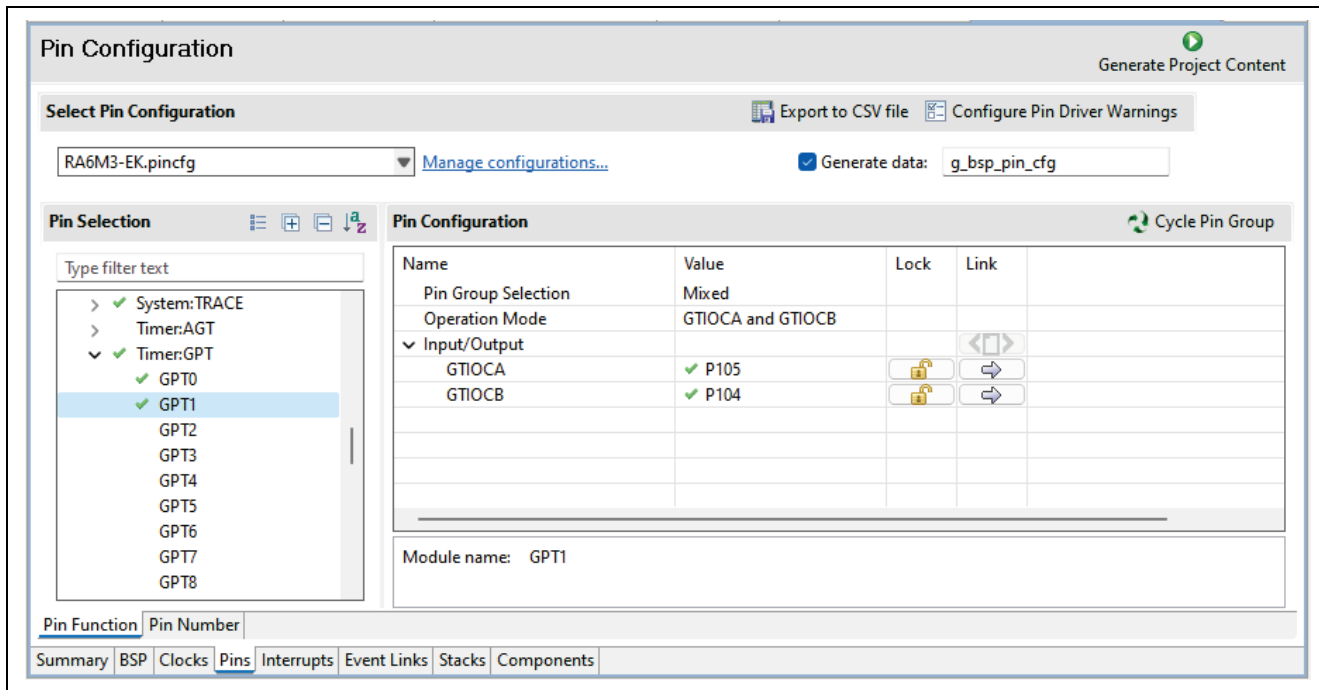 Pin Configuration
Generate Project Content
Select Pin Configuration
Export to CSV file
Configure Pin Driver Warnings
RA6M3-EK.pincfg
Manage configurations...
Generate data:
g_bsp_pin_cfg
Pin Selection
Type filter text
System:TRACE
Timer:AGT
Timer:GPT
GPT0
GPT1
GPT2
GPT3
GPT4
GPT5
GPT6
GPT7
GPT8
Pin Configuration
Cycle Pin Group
Name Value Lock Link
Pin Group Selection Mixed
Operation Mode GTIOCA and GTIOCB
Input/Output
GTIOCA P105
GTIOCB P104
Module name: GPT1
Pin Function Pin Number
Summary BSP Clocks Pins Interrupts Event Links Stacks Components